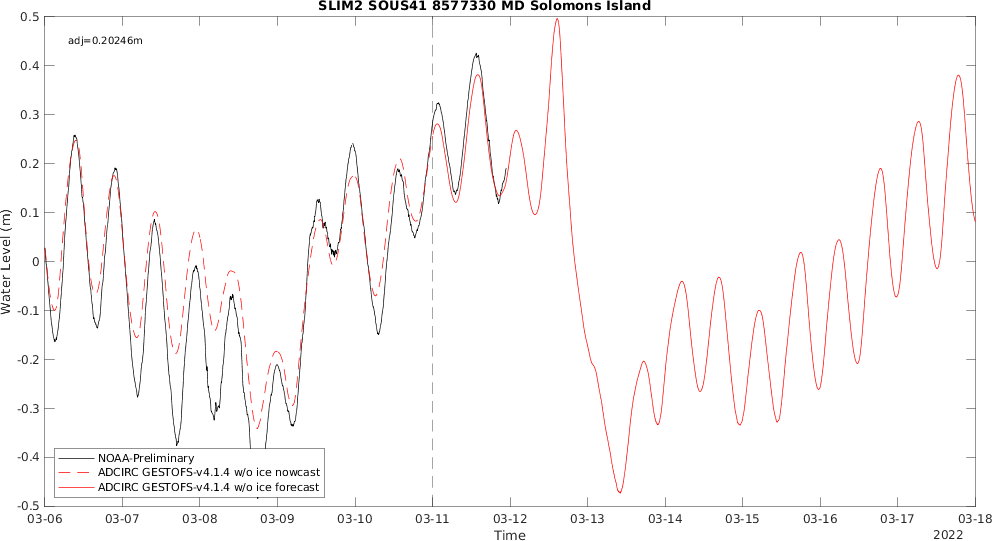 SLIM2 SOUS41 8577330 MD Solomons Island
adj=0.20246m
0.5
0.4
0.3
0.2
0.1
0
-0.1
-0.2
-0.3
-0.4
-0.5
Water Level (m)
NOAA-Preliminary
ADCIRC GESTOFS-v4.1.4 w/o ice nowcast
ADCIRC GESTOFS-v4.1.4 w/o ice forecast
03-06 03-07 03-08 03-09 03-10 03-11 03-12 03-13 03-14 03-15 03-16 03-17 03-18
Time
2022